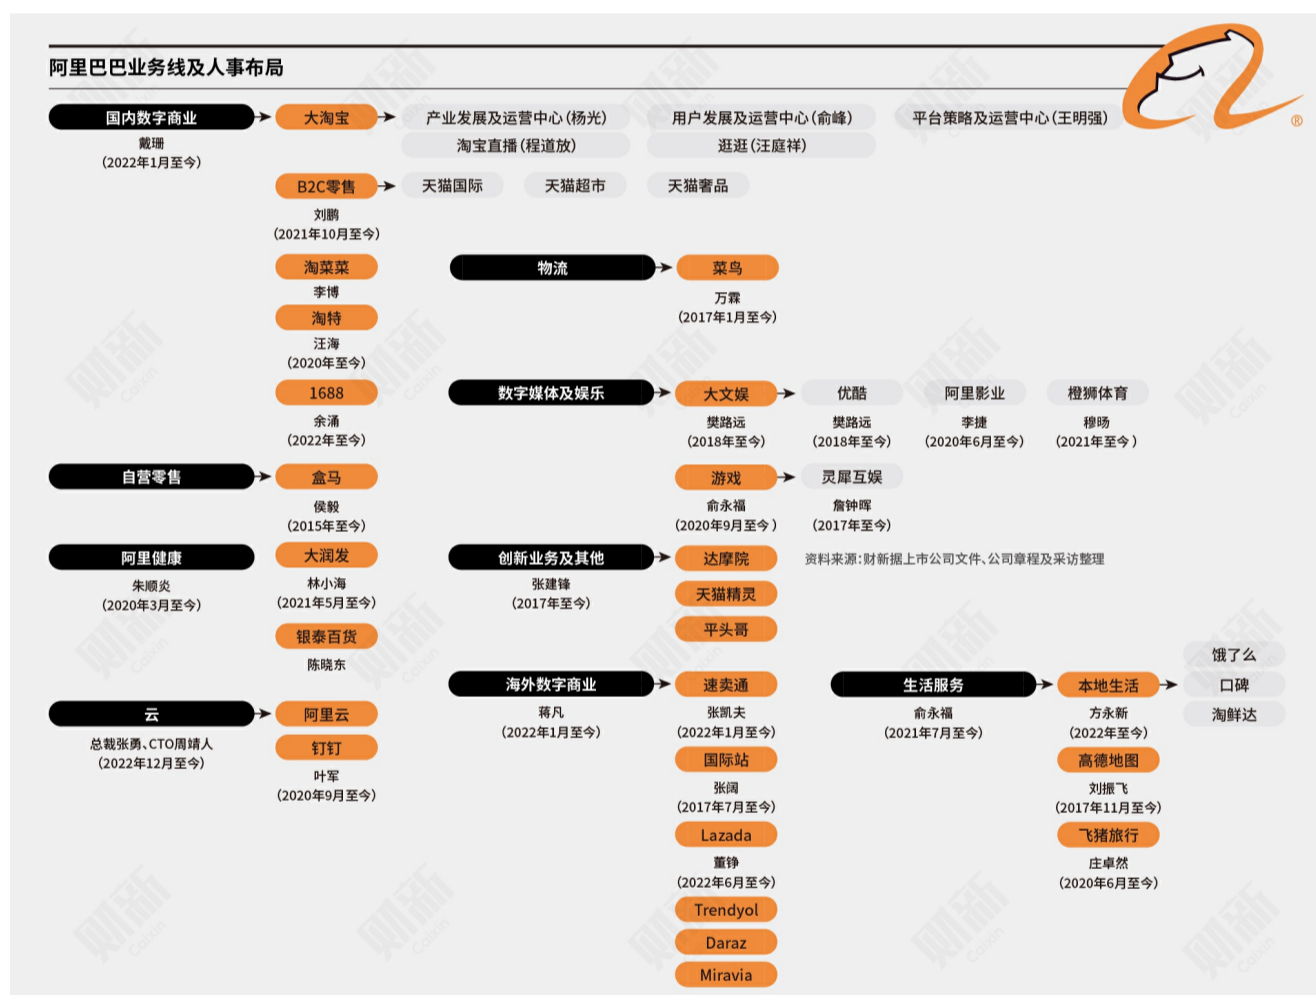 阿里巴巴业务线及人事布局
®
国内数字商业
戴珊
(2022年1月至今)
大淘宝
产业发展及运营中心(杨光)
用户发展及运营中心(俞峰)
平台策略及运营中心(王明强)
淘宝直播(程道放)
逛逛(汪庭祥)
B2C零售
天猫国际
天猫超市
天猫奢品
刘鹏
(2021年10月至今)
淘菜菜
李博
淘特
汪海
(2020年至今)
1688
余涌
(2022年至今)
物流
菜鸟
万霖
(2017年1月至今)
数字媒体及娱乐
大文娱
樊路远
(2018年至今)
优酷
樊路远
(2018年至今)
阿里影业
李捷
(2020年6月至今)
橙狮体育
穆旸
(2021年至今)
游戏
俞永福
(2020年9月至今)
灵犀互娱
詹钟晖
(2017年至今)
自营零售
盒马
侯毅
(2015年至今)
大润发
林小海
(2021年5月至今)
银泰百货
陈晓东
阿里健康
朱顺炎
(2020年3月至今)
创新业务及其他
张建锋
(2017年至今)
达摩院
天猫精灵
平头哥
资料来源:财新据上市公司文件、公司章程及采访整理
云
总裁张勇、CTO周靖人
(2022年12月至今)
阿里云
钉钉
叶军
(2020年9月至今)
海外数字商业
蒋凡
(2022年1月至今)
速卖通
张凯夫
(2022年1月至今)
国际站
张阔
(2017年7月至今)
Lazada
董铮
(2022年6月至今)
Trendyol
Daraz
Miravia
生活服务
俞永福
(2021年7月至今)
本地生活
方永新
(2022年至今)
饿了么
口碑
淘鲜达
高德地图
刘振飞
(2017年11月至今)
飞猪旅行
庄卓然
(2020年6月至今)
财新
Caixin